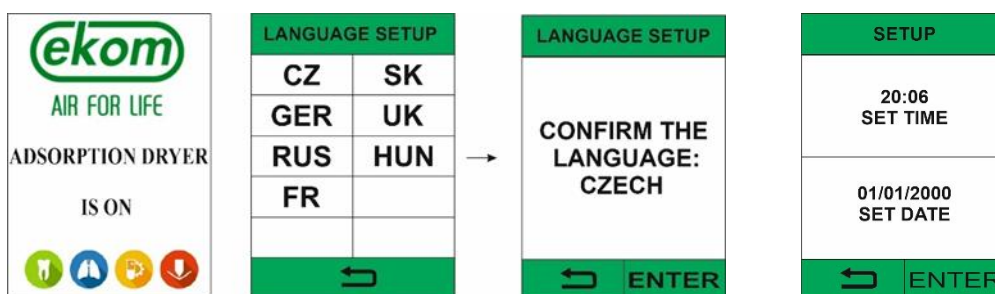 ekom
AIR FOR LIFE
ADSORPTION DRYER
IS ON
LANGUAGE SETUP
CZ SK
GER UK
RUS HUN
FR
LANGUAGE SETUP
CONFIRM THE
LANGUAGE:
CZECH
ENTER
SETUP
20:06
SET TIME
01/01/2000
SET DATE
ENTER